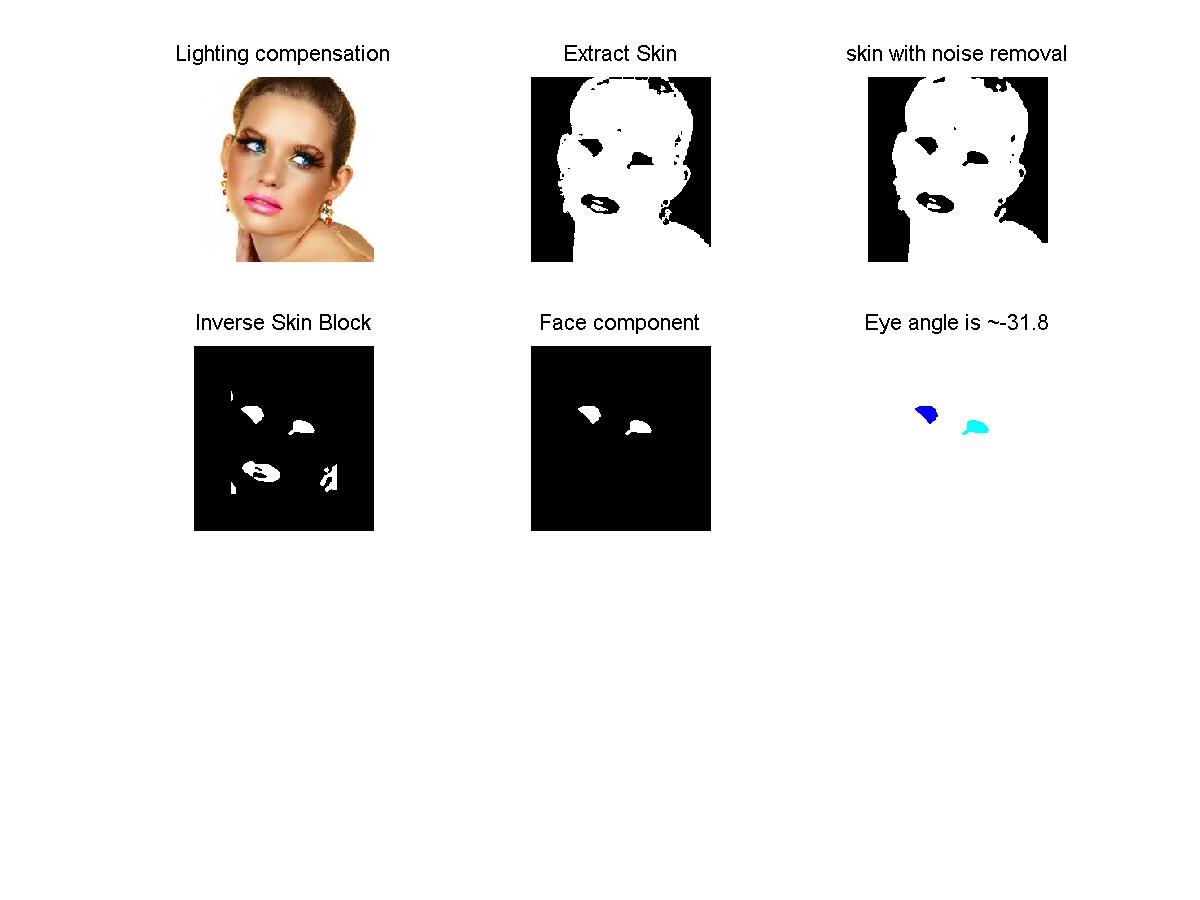 Lighting compensation
Extract Skin
skin with noise removal
Inverse Skin Block
Face component
Eye angle is ~-31.8